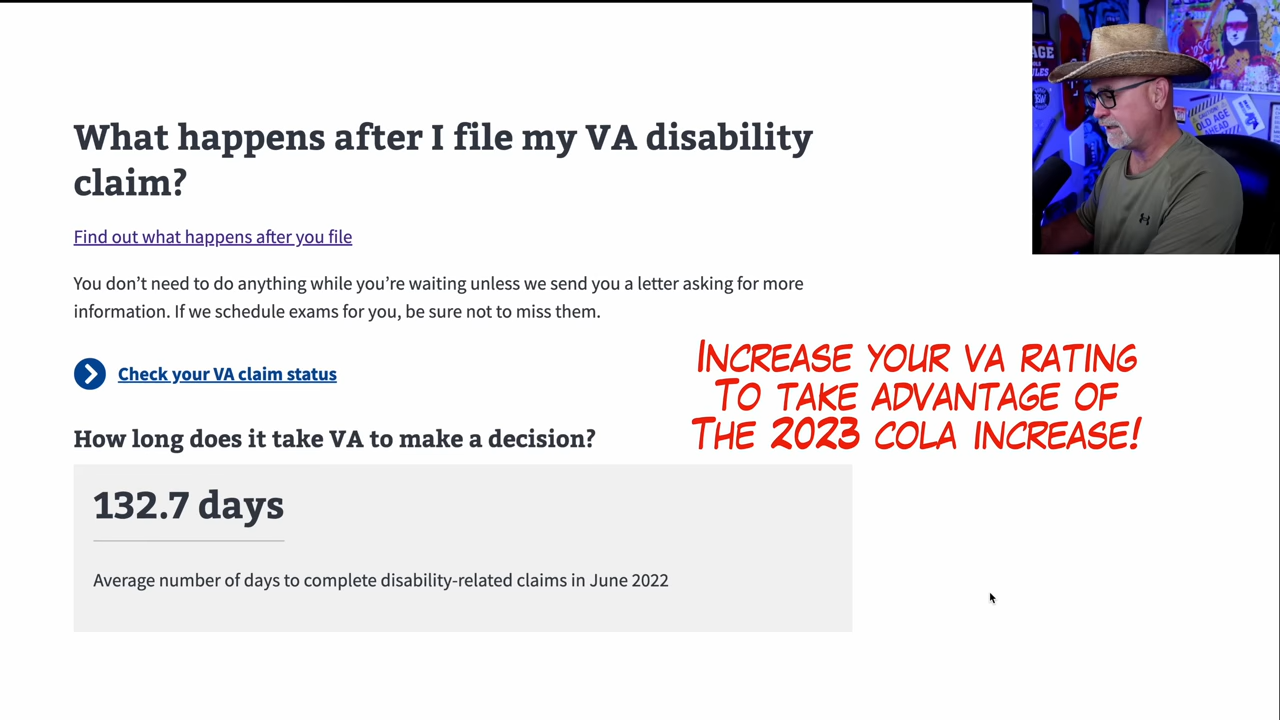 What happens after I file my VA disability
claim?
Find out what happens after you file
You don’t need to do anything while you’re waiting unless we send you a letter asking for more
information. If we schedule exams for you, be sure not to miss them.
Check your VA claim status
INCREASE YOUR VA RATING
TO TAKE ADVANTAGE OF
THE 2023 COLA INCREASE!
How long does it take VA to make a decision?
132.7 days
Average number of days to complete disability-related claims in June 2022
OLD AGE
AHEAD